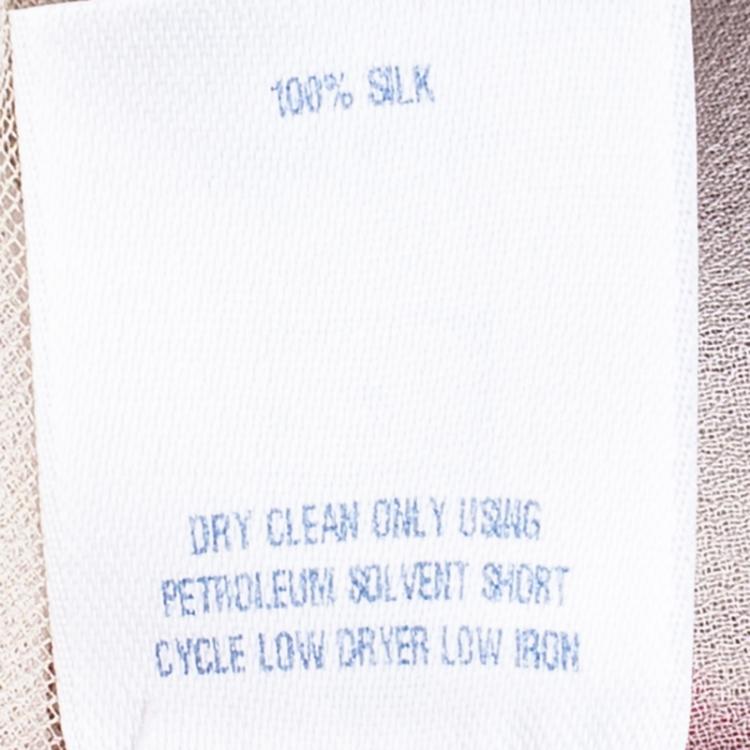 100% SILK
DRY CLEAN ONLY USING
PETROLEUM SOLVENT SHORT
CYCLE LOW DRYER LOW IRON